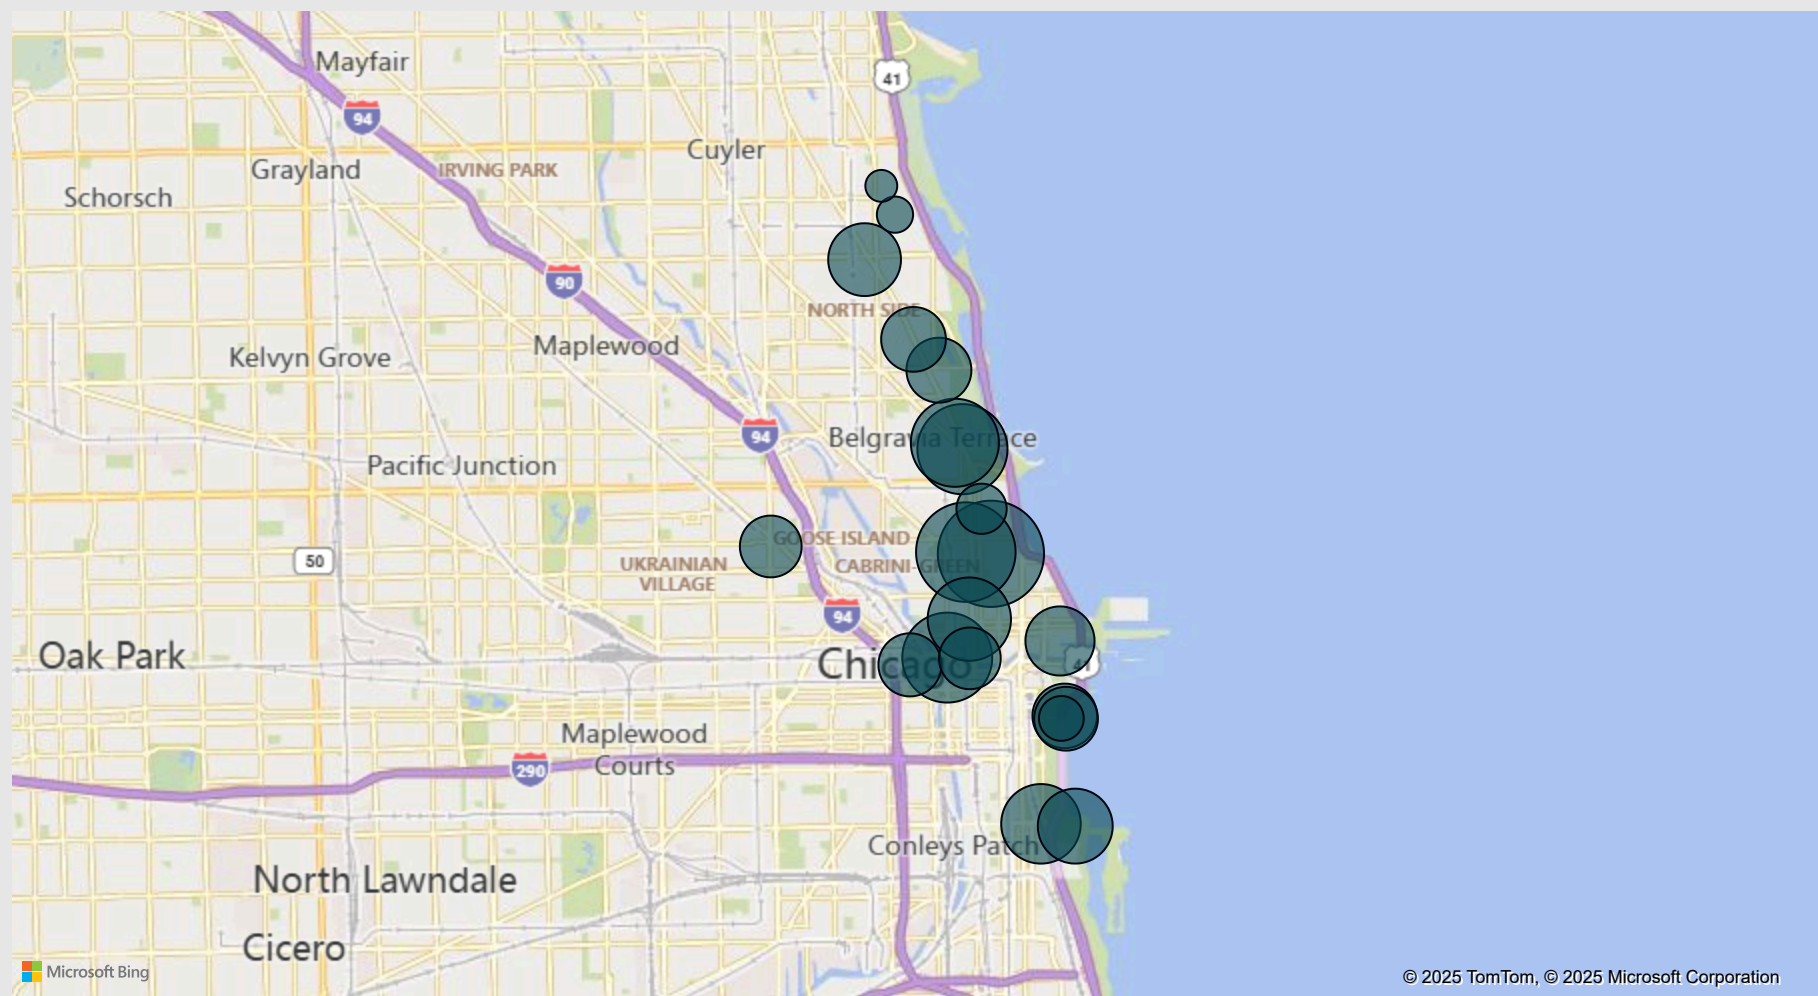 Mayfair
41
94
Cuyler
Grayland
IRVING PARK
Schorsch
90
NORTH SIDE
Maplewood
Kelvyn Grove
94
Belgravia Terrace
Pacific Junction
GOOSE ISLAND
50
UKRAINIAN
VILLAGE
CABRINI-GREEN
94
Oak Park
Chicago
41
Maplewood
Courts
290
Conleys Patch
North Lawndale
Cicero
Microsoft Bing
© 2025 TomTom, © 2025 Microsoft Corporation